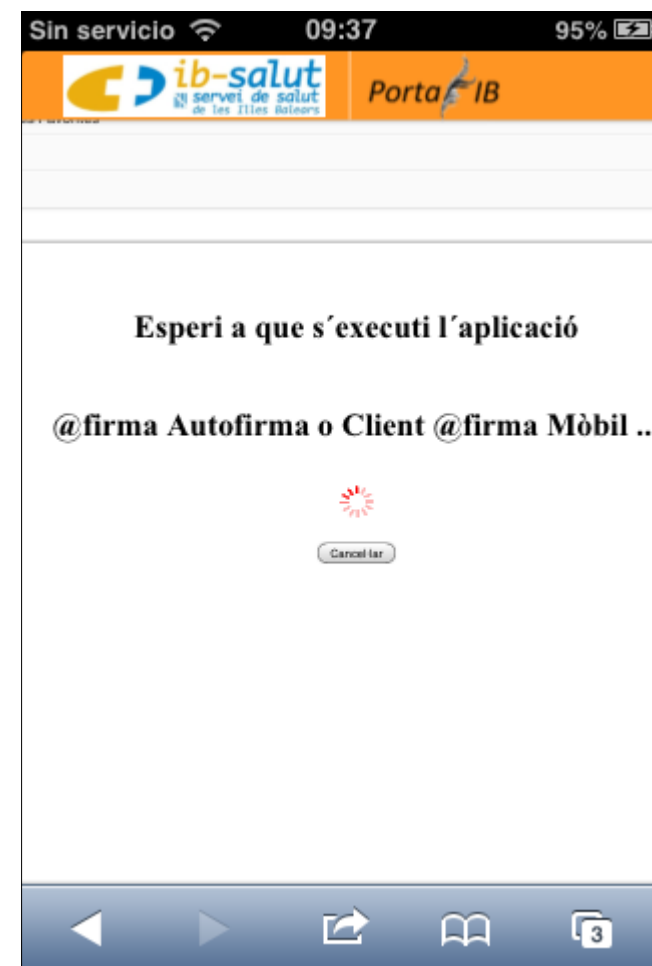 Sin servicio 09:37 95%
ib-salut
servei de salut
de les Illes Balears
PortaFIB
Esperi a que s´executi l´aplicació
@firma Autofirma o Client @firma Mòbil ..
Cancel·lar
3